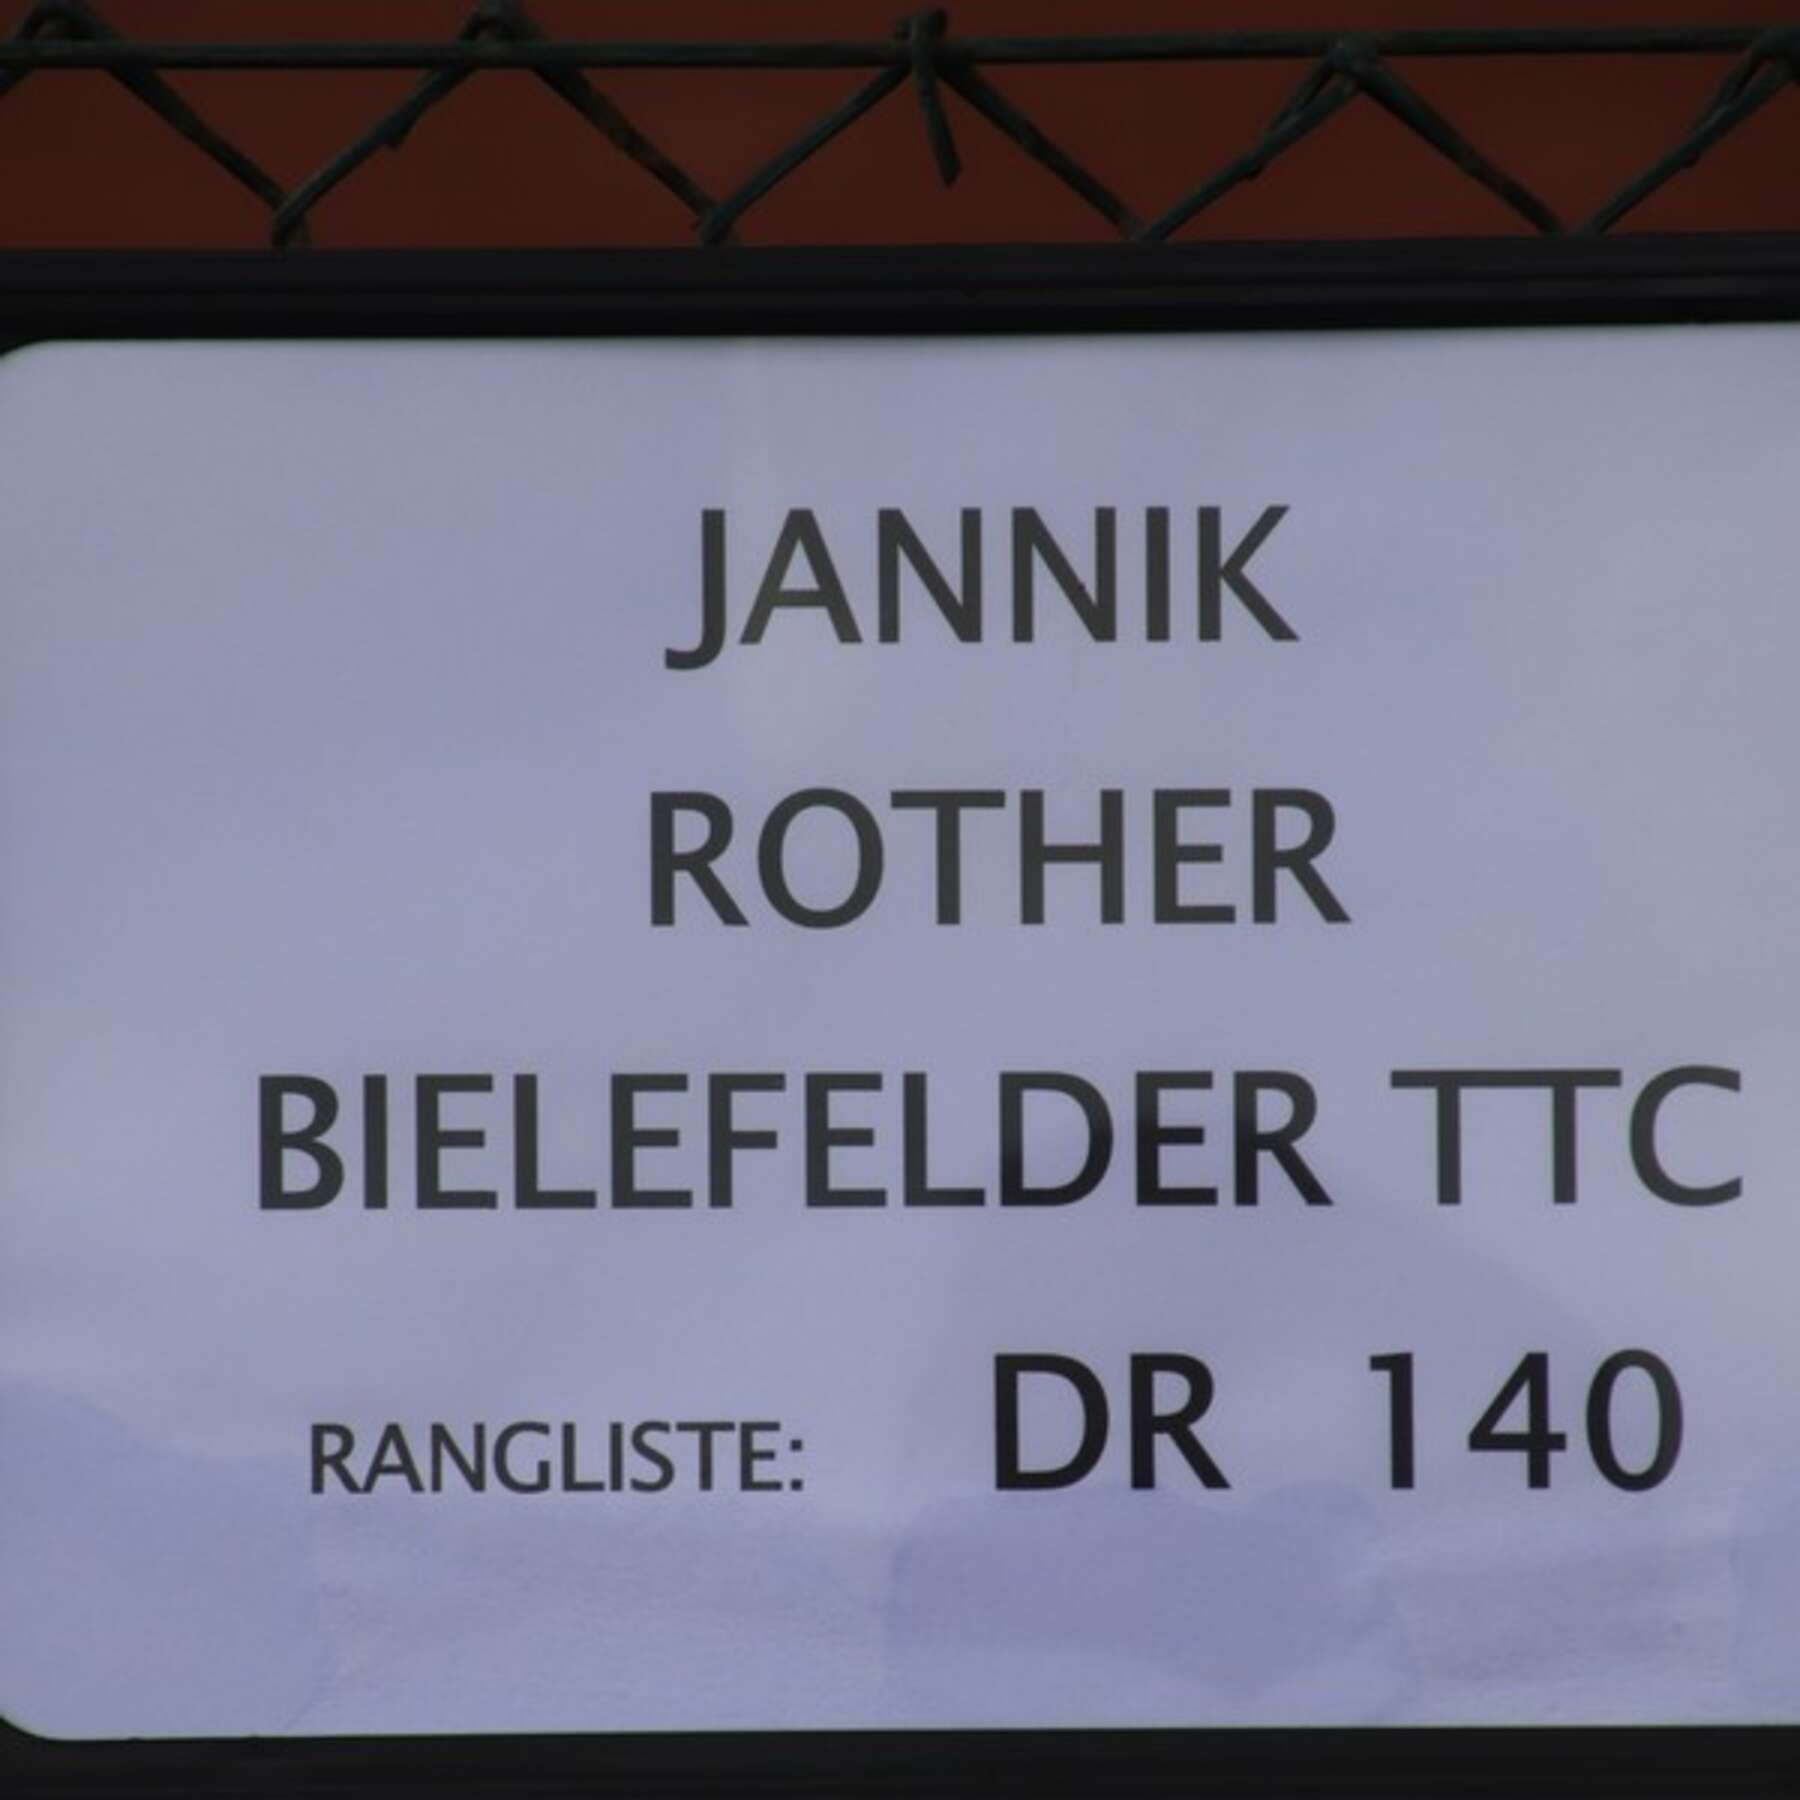 JANNIK
ROTHER
BIELEFELDER TTC
RANGLISTE: DR 140